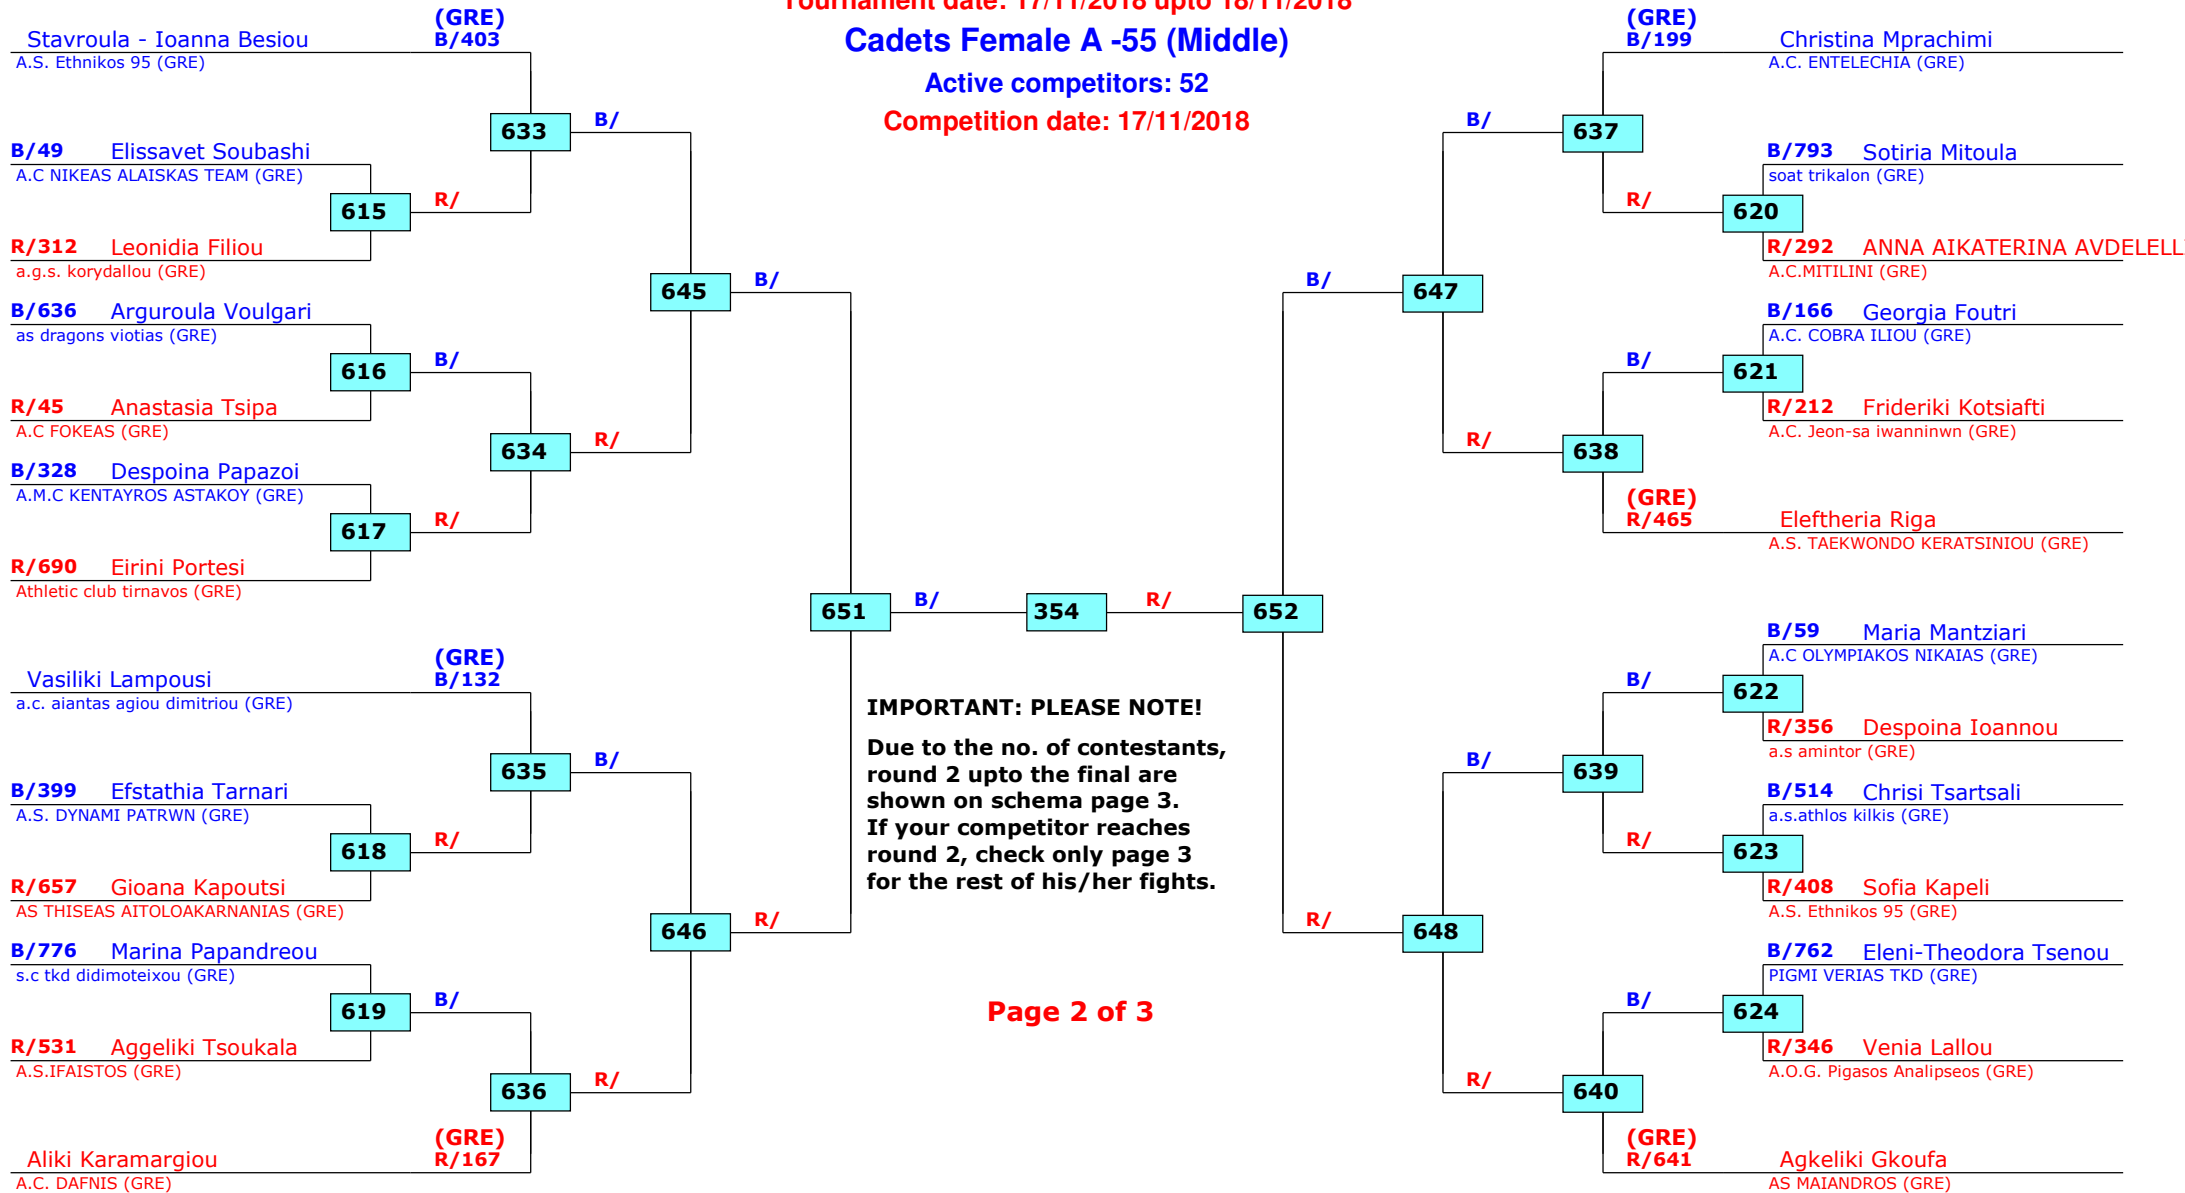 Tournament date: 17/11/2018 upto 18/11/2018
Cadets Female A -55 (Middle)
Active competitors: 52
Competition date: 17/11/2018
(GRE)
Stavroula - Ioanna Besiou B/403
A.S. Ethnikos 95 (GRE)
633 B/
B/49 Elissavet Soubashi
A.C NIKEAS ALAISKAS TEAM (GRE)
615 R/
R/312 Leonidia Filiou
a.g.s. korydallou (GRE)
645 B/
B/636 Arguroula Voulgari
as dragons viotias (GRE)
616 B/
R/45 Anastasia Tsipa
A.C FOKEAS (GRE)
634 R/
B/328 Despoina Papazoi
A.M.C KENTAYROS ASTAKOY (GRE)
617 R/
R/690 Eirini Portesi
Athletic club tirnavos (GRE)
651 B/ 354 R/ 652
(GRE)
Vasiliki Lampousi B/132
a.c. aiantas agiou dimitriou (GRE)
635 B/
B/399 Efstathia Tarnari
A.S. DYNAMI PATRWN (GRE)
618 R/
R/657 Gioana Kapoutsi
AS THISEAS AITOLOAKARNANIAS (GRE)
646 R/
B/776 Marina Papandreou
s.c tkd didimoteixou (GRE)
619 B/
R/531 Aggeliki Tsoukala
A.S.IFAISTOS (GRE)
636 R/
(GRE)
Aliki Karamargiou R/167
A.C. DAFNIS (GRE)
IMPORTANT: PLEASE NOTE!
Due to the no. of contestants,
round 2 upto the final are
shown on schema page 3.
If your competitor reaches
round 2, check only page 3
for the rest of his/her fights.
Page 2 of 3
(GRE)
B/199 Christina Mprachimi
A.C. ENTELECHIA (GRE)
B/ 637
B/793 Sotiria Mitoula
soat trikalon (GRE)
R/ 620
R/292 ANNA AIKATERINA AVDELELL
A.C.MITILINI (GRE)
B/ 647
B/166 Georgia Foutri
A.C. COBRA ILIOU (GRE)
B/ 621
R/212 Frideriki Kotsiafti
A.C. Jeon-sa iwanninwn (GRE)
R/ 638
(GRE)
R/465 Eleftheria Riga
A.S. TAEKWONDO KERATSINIOU (GRE)
B/59 Maria Mantziari
A.C OLYMPIAKOS NIKAIAS (GRE)
B/ 622
R/356 Despoina Ioannou
a.s amintor (GRE)
B/ 639
B/514 Chrisi Tsartsali
a.s.athlos kilkis (GRE)
R/ 623
R/408 Sofia Kapeli
A.S. Ethnikos 95 (GRE)
R/ 648
B/762 Eleni-Theodora Tsenou
PIGMI VERIAS TKD (GRE)
B/ 624
R/346 Venia Lallou
A.O.G. Pigasos Analipseos (GRE)
R/ 640
(GRE)
R/641 Agkeliki Gkoufa
AS MAIANDROS (GRE)